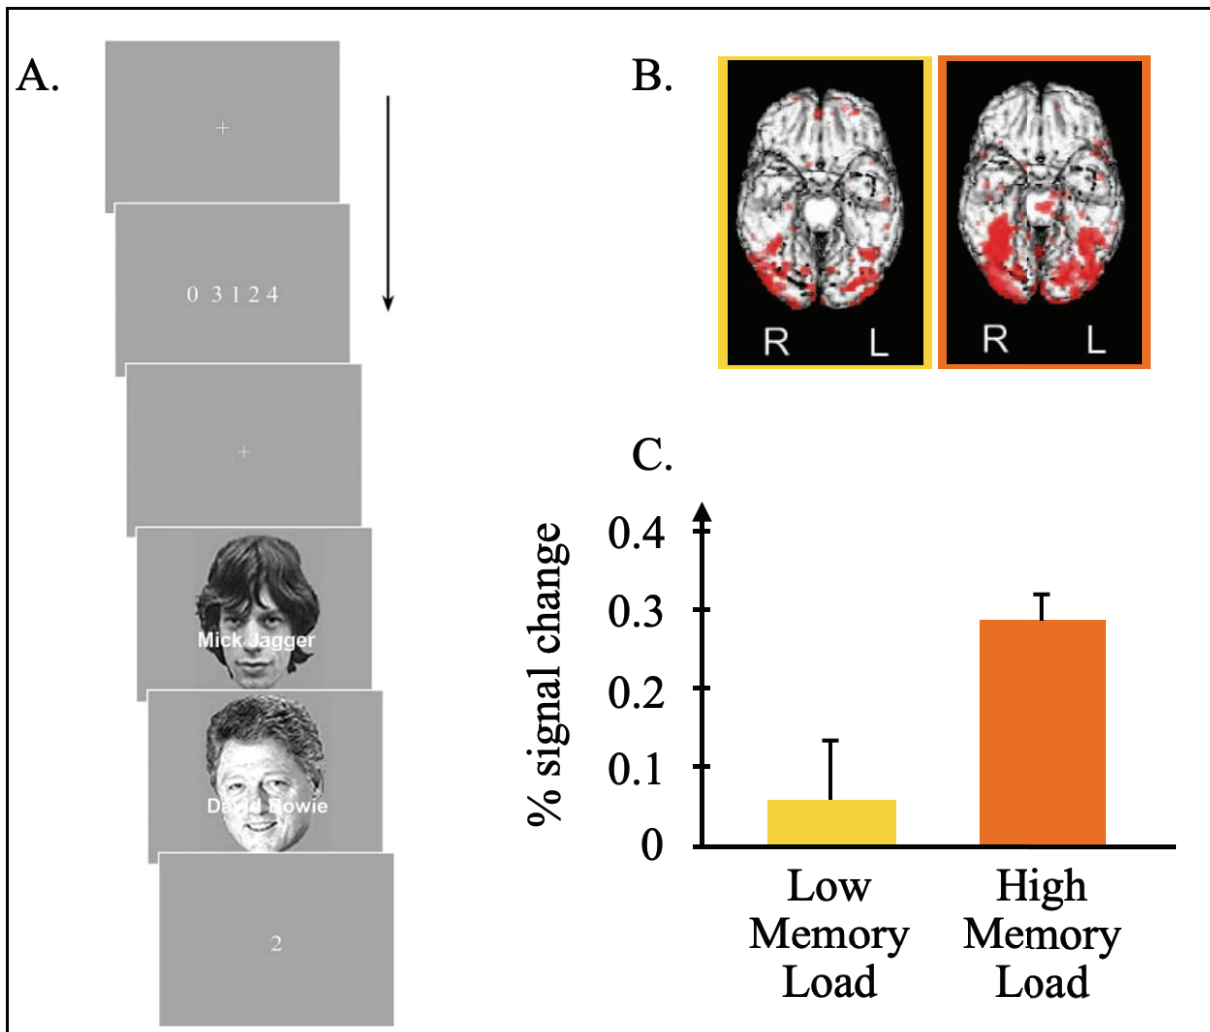 A.
+
0 3 1 2 4
+
Mick Jagger
David Bowie
2
B.
R L
R L
C.
% signal change
0.4
0.3
0.2
0.1
0
Low
Memory
Load
High
Memory
Load